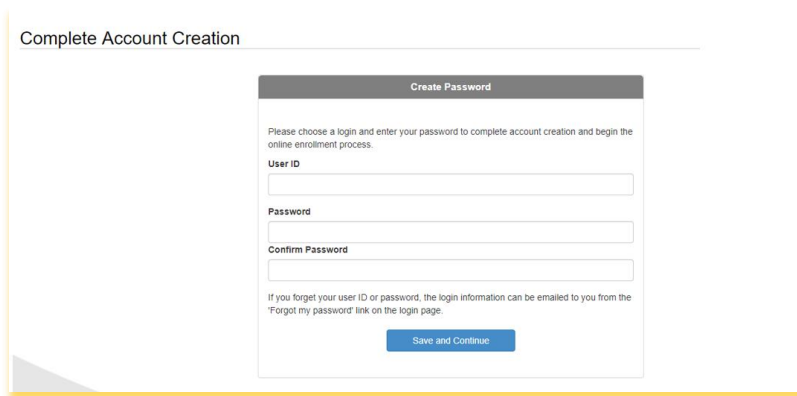 Complete Account Creation
Create Password
Please choose a login and enter your password to complete account creation and begin the
online enrollment process.
User ID
Password
Confirm Password
If you forget your user ID or password, the login information can be emailed to you from the
'Forgot my password' link on the login page.
Save and Continue